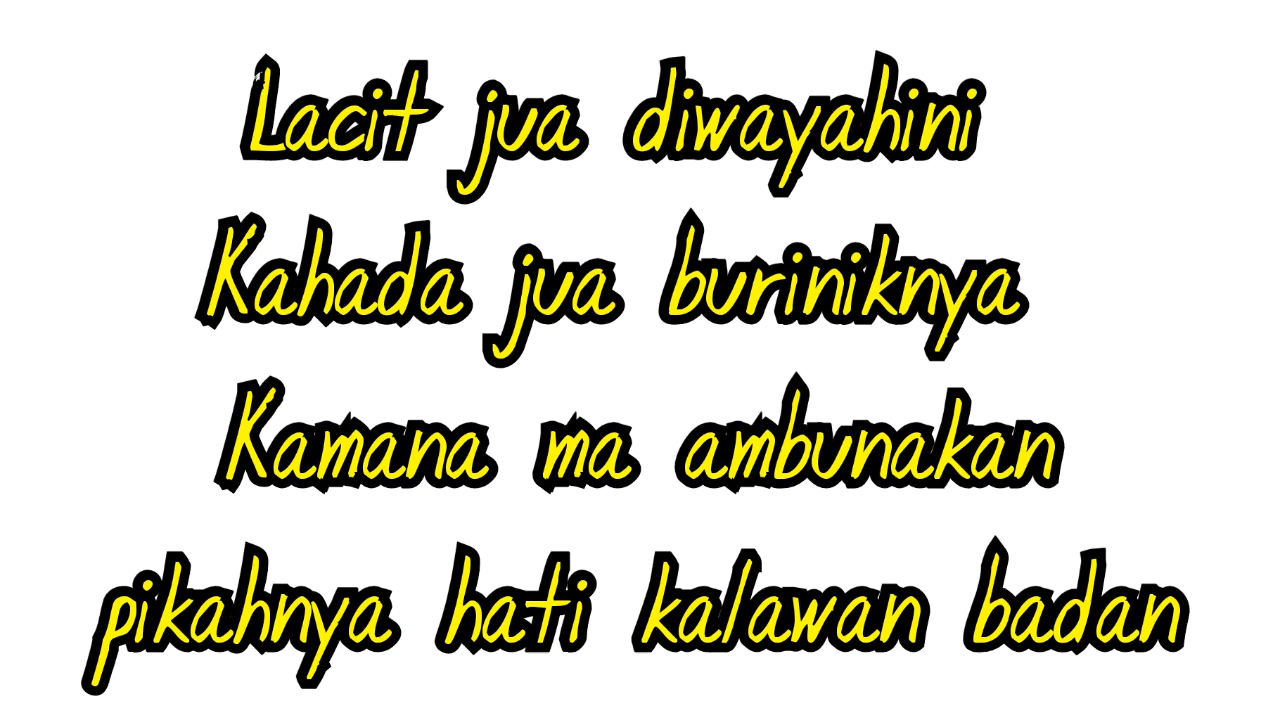 Lacit jua diwayahini
Kahada jua buriniknya
Kamana ma ambunakan
pikahnya hati kalawan badan